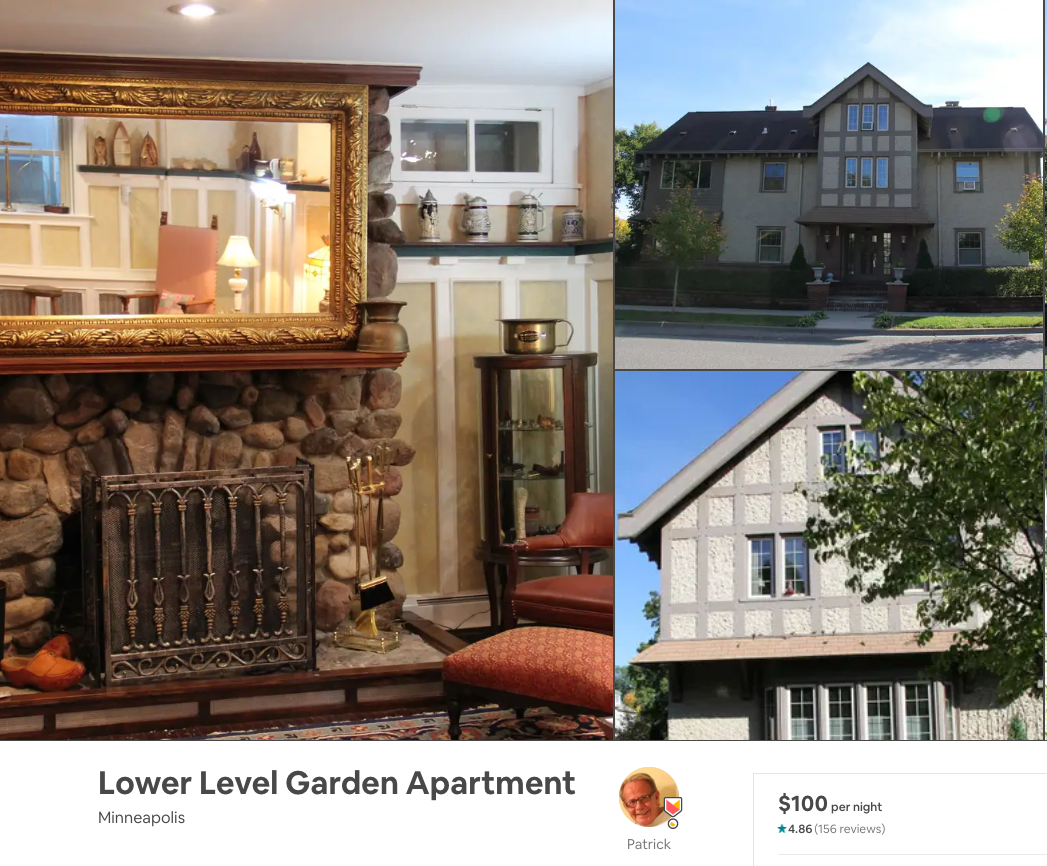 Lower Level Garden Apartment
Minneapolis
Patrick
$100 per night
4.86 (156 reviews)